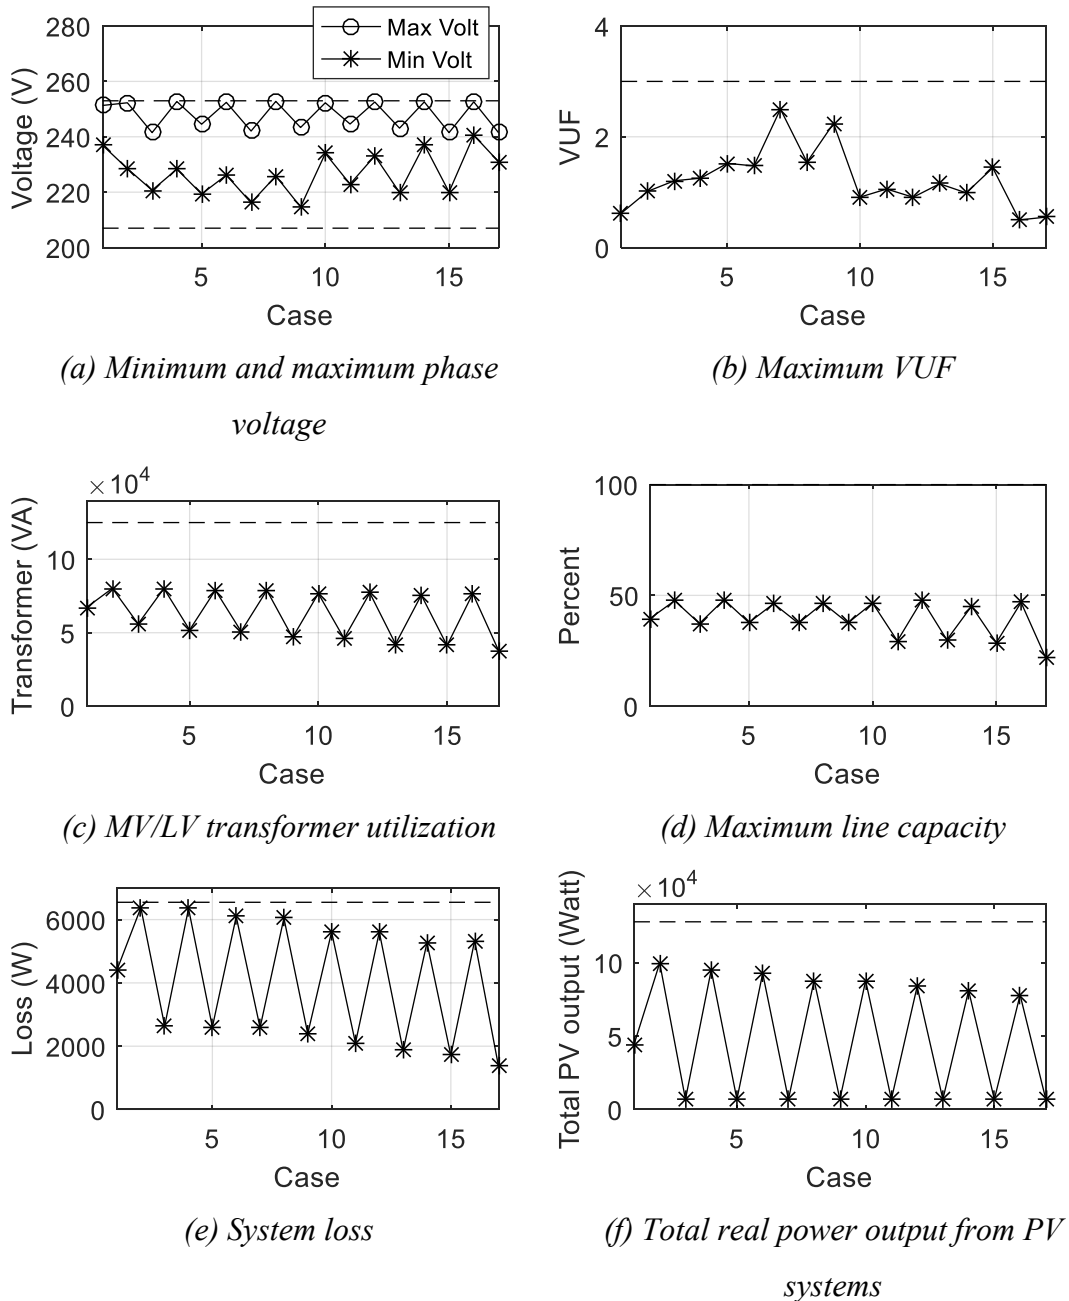 280
260
240
220
200
Voltage (V)
Max Volt
Min Volt
5
10
15
Case
(a) Minimum and maximum phase
voltage
4
2
0
VUF
5
10
15
Case
(b) Maximum VUF
×10⁴
10
5
0
Transformer (VA)
5
10
15
Case
(c) MV/LV transformer utilization
100
50
0
Percent
5
10
15
Case
(d) Maximum line capacity
6000
4000
2000
0
Loss (W)
5
10
15
Case
(e) System loss
×10⁴
10
5
0
Total PV output (Watt)
5
10
15
Case
(f) Total real power output from PV
systems